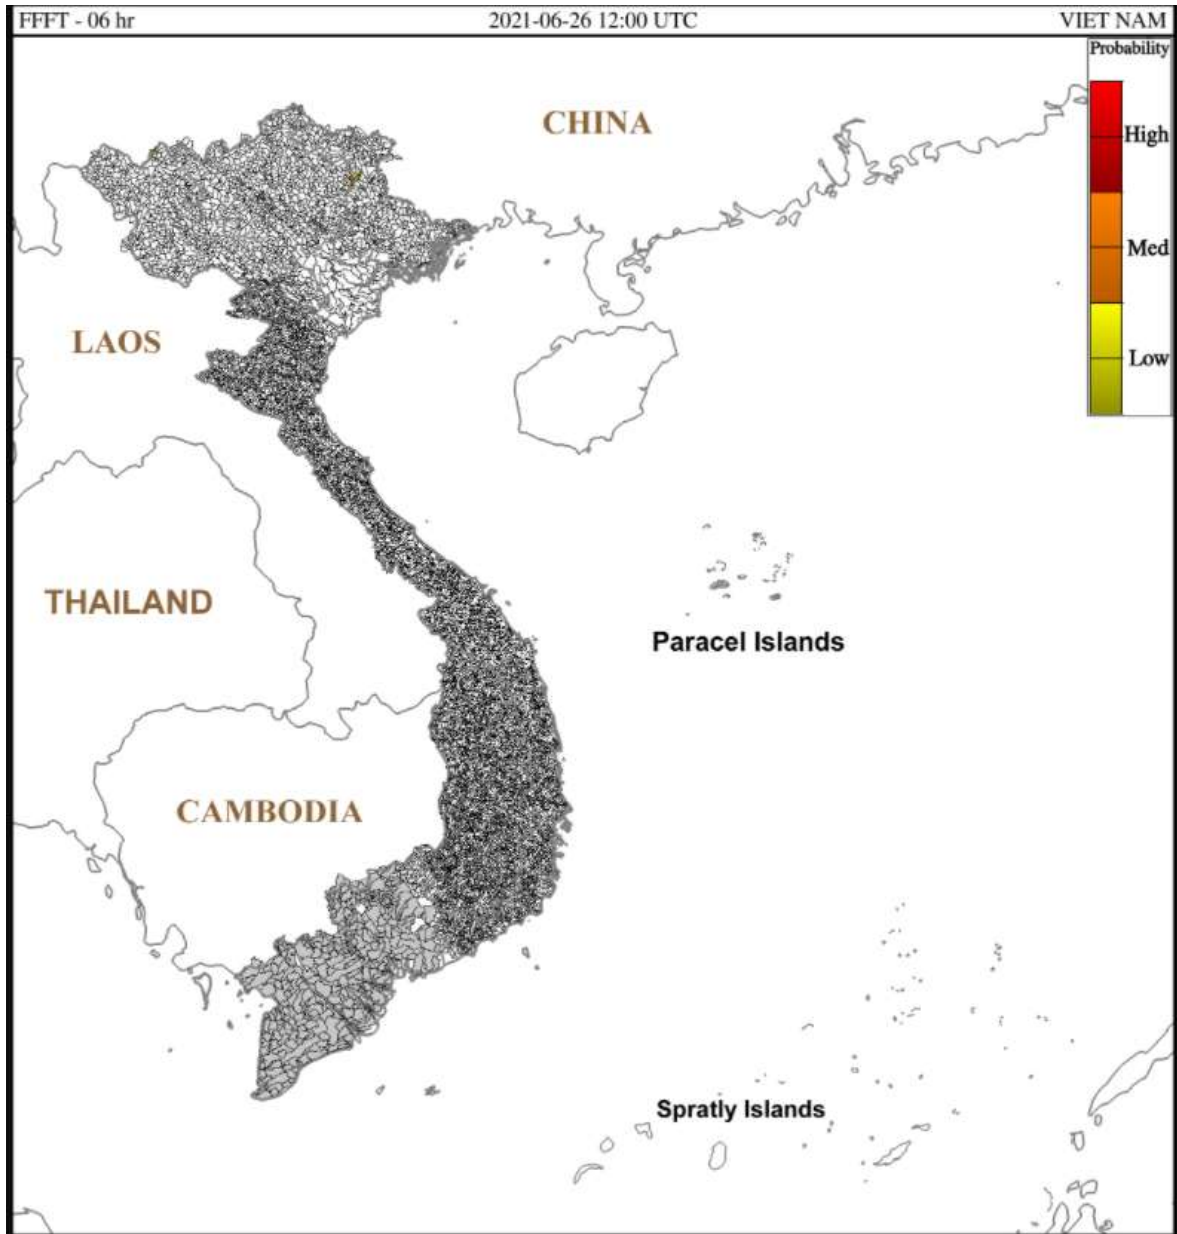 FFFT - 06 hr
2021-06-26 12:00 UTC
VIET NAM
Probability
CHINA
High
Med
LAOS
Low
THAILAND
Paracel Islands
CAMBODIA
Spratly Islands